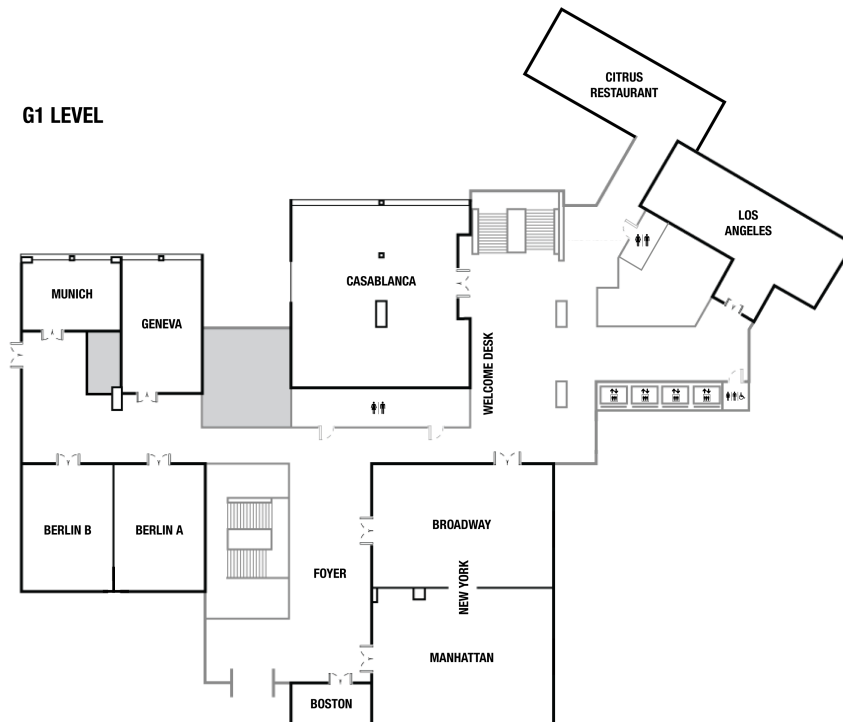 G1 LEVEL
CITRUS
RESTAURANT
LOS
ANGELES
CASABLANCA
MUNICH
GENEVA
WELCOME DESK
BERLIN B
BERLIN A
BROADWAY
FOYER
NEW YORK
MANHATTAN
BOSTON